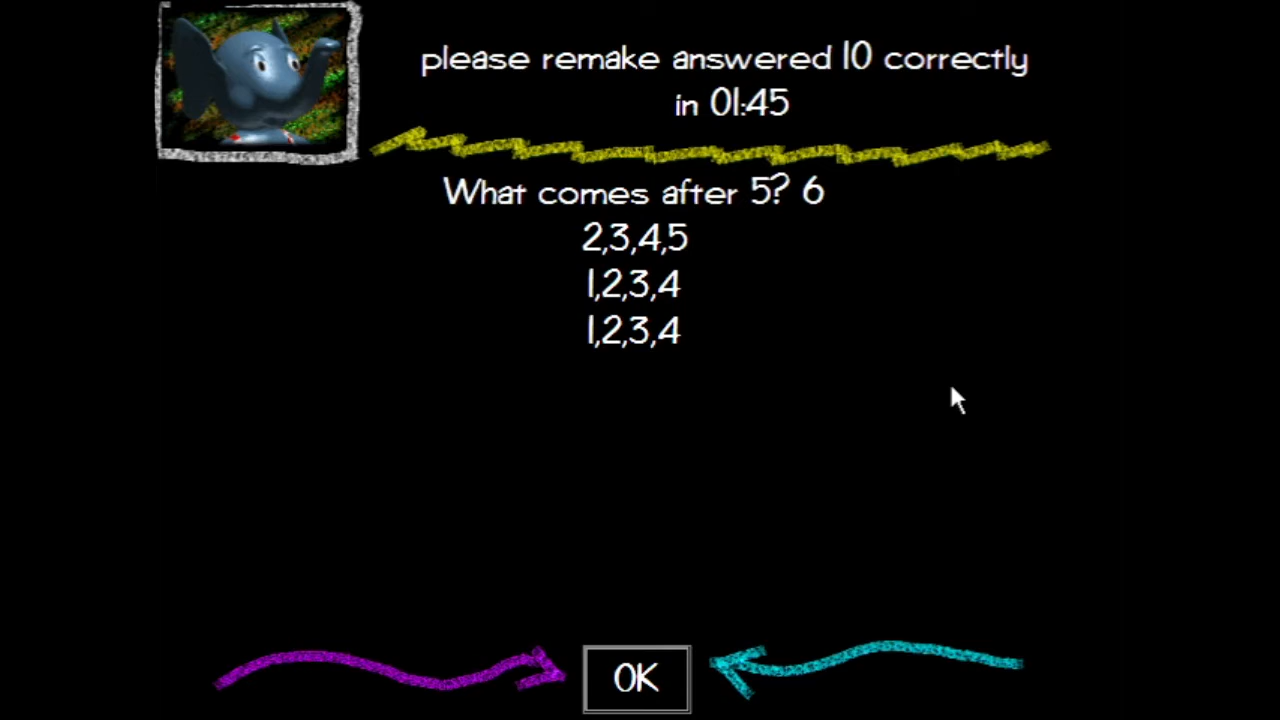 please remake answered 10 correctly
in 01:45
What comes after 5? 6
2,3,4,5
1,2,3,4
1,2,3,4
OK